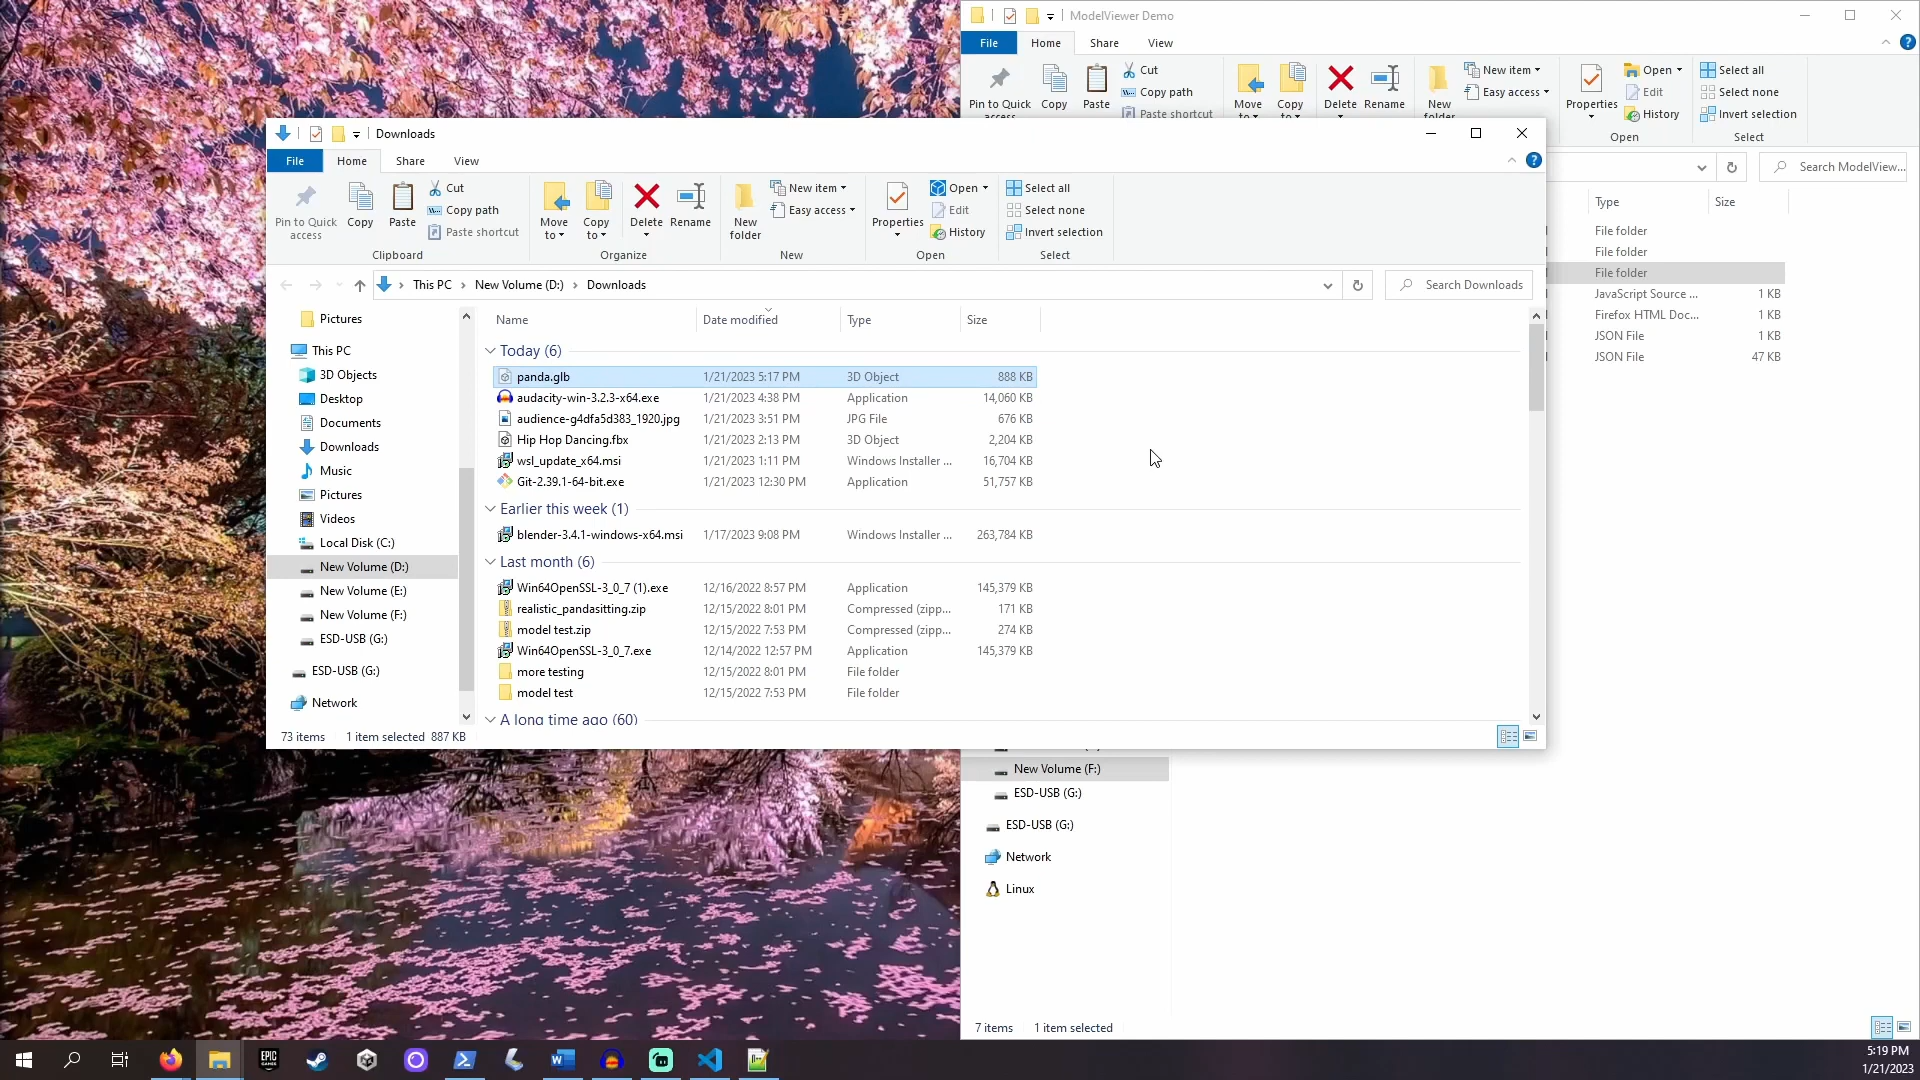 ModelViewer Demo
File Home Share View
Pin to Quick access Copy Paste Cut Copy path Paste shortcut Move to Copy to Delete Rename New folder New item Easy access Properties Open Edit History Select all Select none Invert selection
Open Select
Search ModelView...
Type Size
File folder
File folder
File folder
JavaScript Source ... 1 KB
Firefox HTML Doc... 1 KB
JSON File 1 KB
JSON File 47 KB
Downloads
File Home Share View
Pin to Quick access Copy Paste Cut Copy path Paste shortcut Move to Copy to Delete Rename New folder New item Easy access Properties Open Edit History Select all Select none Invert selection
Clipboard Organize New Open Select
This PC New Volume (D:) Downloads
Search Downloads
Pictures
This PC
3D Objects
Desktop
Documents
Downloads
Music
Pictures
Videos
Local Disk (C:)
New Volume (D:)
New Volume (E:)
New Volume (F:)
ESD-USB (G:)
ESD-USB (G:)
Network
Name Date modified Type Size
Today (6)
panda.glb 1/21/2023 5:17 PM 3D Object 888 KB
audacity-win-3.2.3-x64.exe 1/21/2023 4:38 PM Application 14,060 KB
audience-g4dfa5d383_1920.jpg 1/21/2023 3:51 PM JPG File 676 KB
Hip Hop Dancing.fbx 1/21/2023 2:13 PM 3D Object 2,204 KB
wsl_update_x64.msi 1/21/2023 1:11 PM Windows Installer ... 16,704 KB
Git-2.39.1-64-bit.exe 1/21/2023 12:30 PM Application 51,757 KB
Earlier this week (1)
blender-3.4.1-windows-x64.msi 1/17/2023 9:08 PM Windows Installer ... 263,784 KB
Last month (6)
Win64OpenSSL-3_0_7 (1).exe 12/16/2022 8:57 PM Application 145,379 KB
realistic_pandasitting.zip 12/15/2022 8:01 PM Compressed (zipp... 171 KB
model test.zip 12/15/2022 7:53 PM Compressed (zipp... 274 KB
Win64OpenSSL-3_0_7.exe 12/14/2022 12:57 PM Application 145,379 KB
more testing 12/15/2022 8:01 PM File folder
model test 12/15/2022 7:53 PM File folder
A long time ago (60)
73 items 1 item selected 887 KB
New Volume (F:)
ESD-USB (G:)
ESD-USB (G:)
Network
Linux
7 items 1 item selected
EPIC GAMES
5:19 PM
1/21/2023